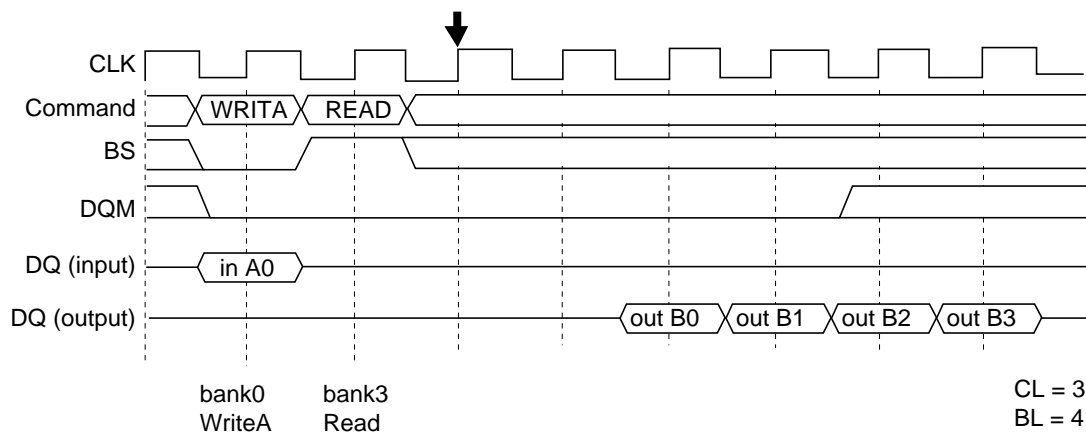 CLK
Command WRITA READ
BS
DQM
DQ (input) in A0
DQ (output) out B0 out B1 out B2 out B3
bank0 bank3 CL = 3
WriteA Read BL = 4